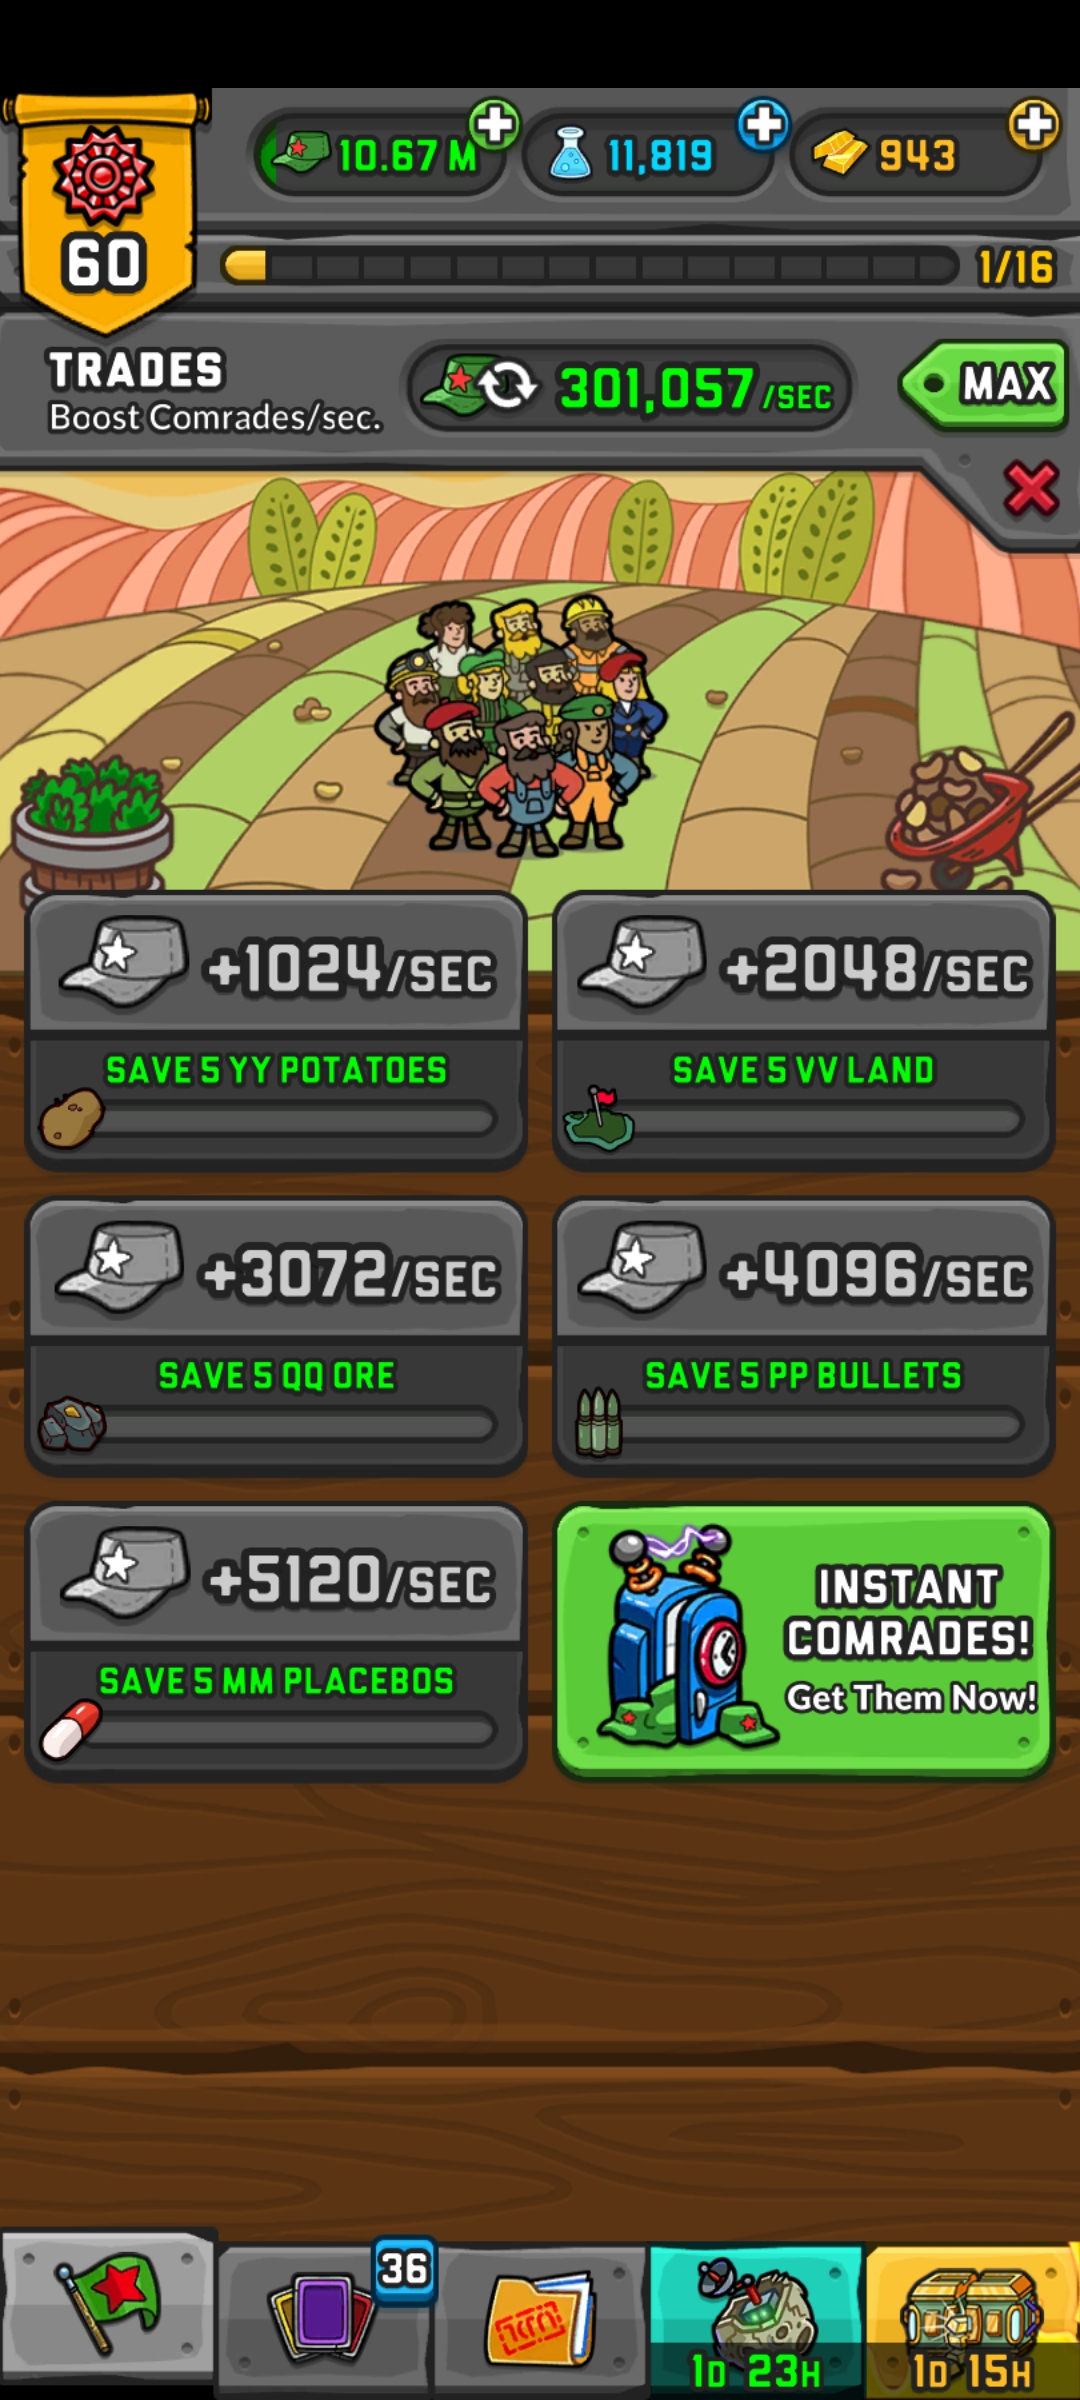 10.67 M
11,819
943
60
1/16
TRADES
Boost Comrades/sec.
301,057/SEC
MAX
+1024/SEC
SAVE 5 YY POTATOES
+2048/SEC
SAVE 5 VV LAND
+3072/SEC
SAVE 5 QQ ORE
+4096/SEC
SAVE 5 PP BULLETS
+5120/SEC
SAVE 5 MM PLACEBOS
INSTANT
COMRADES!
Get Them Now!
36
1D 23H
1D 15H